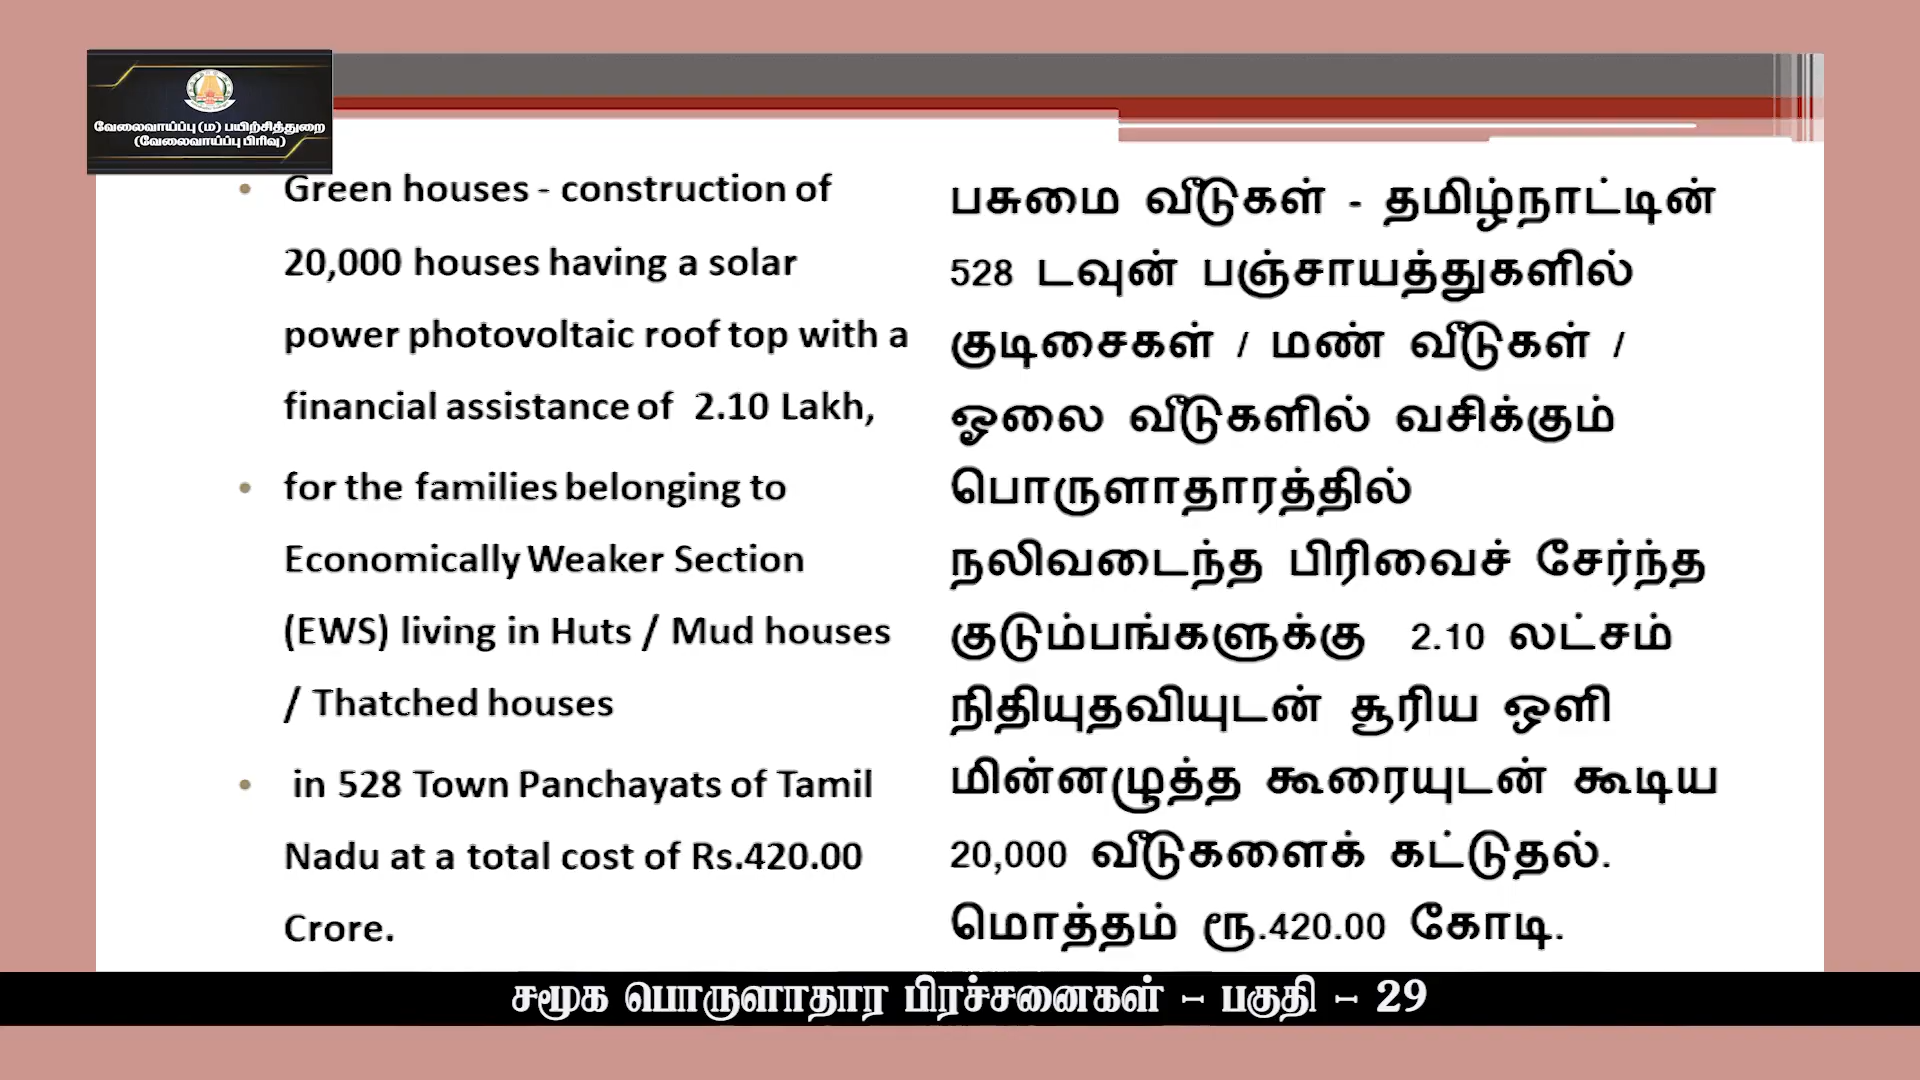 வேலைவாய்ப்பு (ம) பயிற்சித்துறை
(வேலைவாய்ப்பு பிரிவு)
• Green houses - construction of
20,000 houses having a solar
power photovoltaic roof top with a
financial assistance of 2.10 Lakh,
• for the families belonging to
Economically Weaker Section
(EWS) living in Huts / Mud houses
/ Thatched houses
• in 528 Town Panchayats of Tamil
Nadu at a total cost of Rs.420.00
Crore.
பசுமை வீடுகள் - தமிழ்நாட்டின்
528 டவுன் பஞ்சாயத்துகளில்
குடிசைகள் / மண் வீடுகள் /
ஓலை வீடுகளில் வசிக்கும்
பொருளாதாரத்தில்
நலிவடைந்த பிரிவைச் சேர்ந்த
குடும்பங்களுக்கு 2.10 லட்சம்
நிதியுதவியுடன் சூரிய ஒளி
மின்னழுத்த கூரையுடன் கூடிய
20,000 வீடுகளைக் கட்டுதல்.
மொத்தம் ரூ.420.00 கோடி.
சமூக பொருளாதார பிரச்சனைகள் – பகுதி – 29